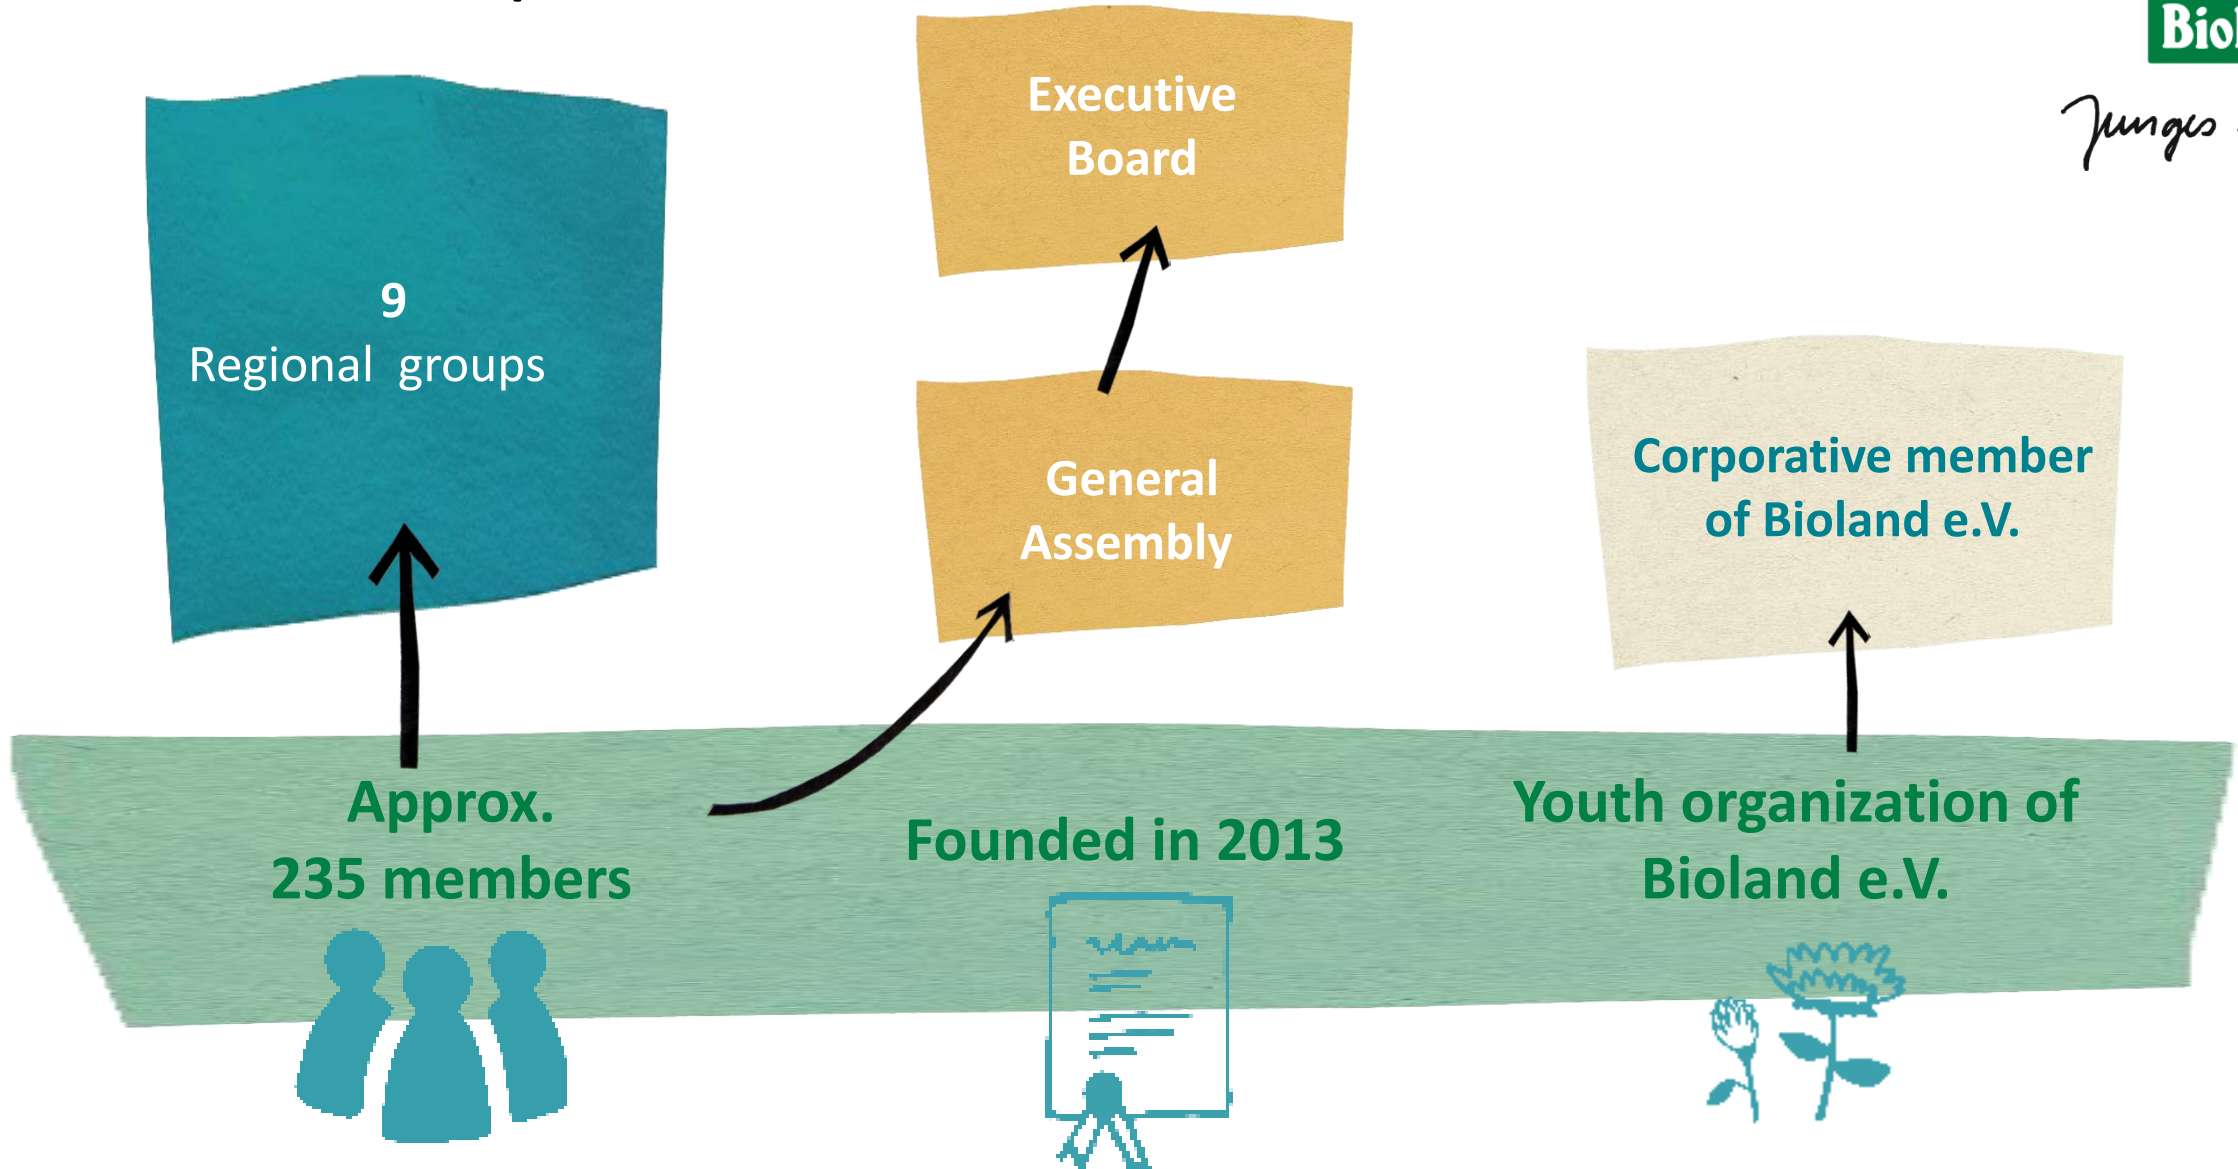 Executive
Board
9
Regional groups
General
Assembly
Corporative member
of Bioland e.V.
Approx.
235 members
Founded in 2013
Youth organization of
Bioland e.V.
Junges